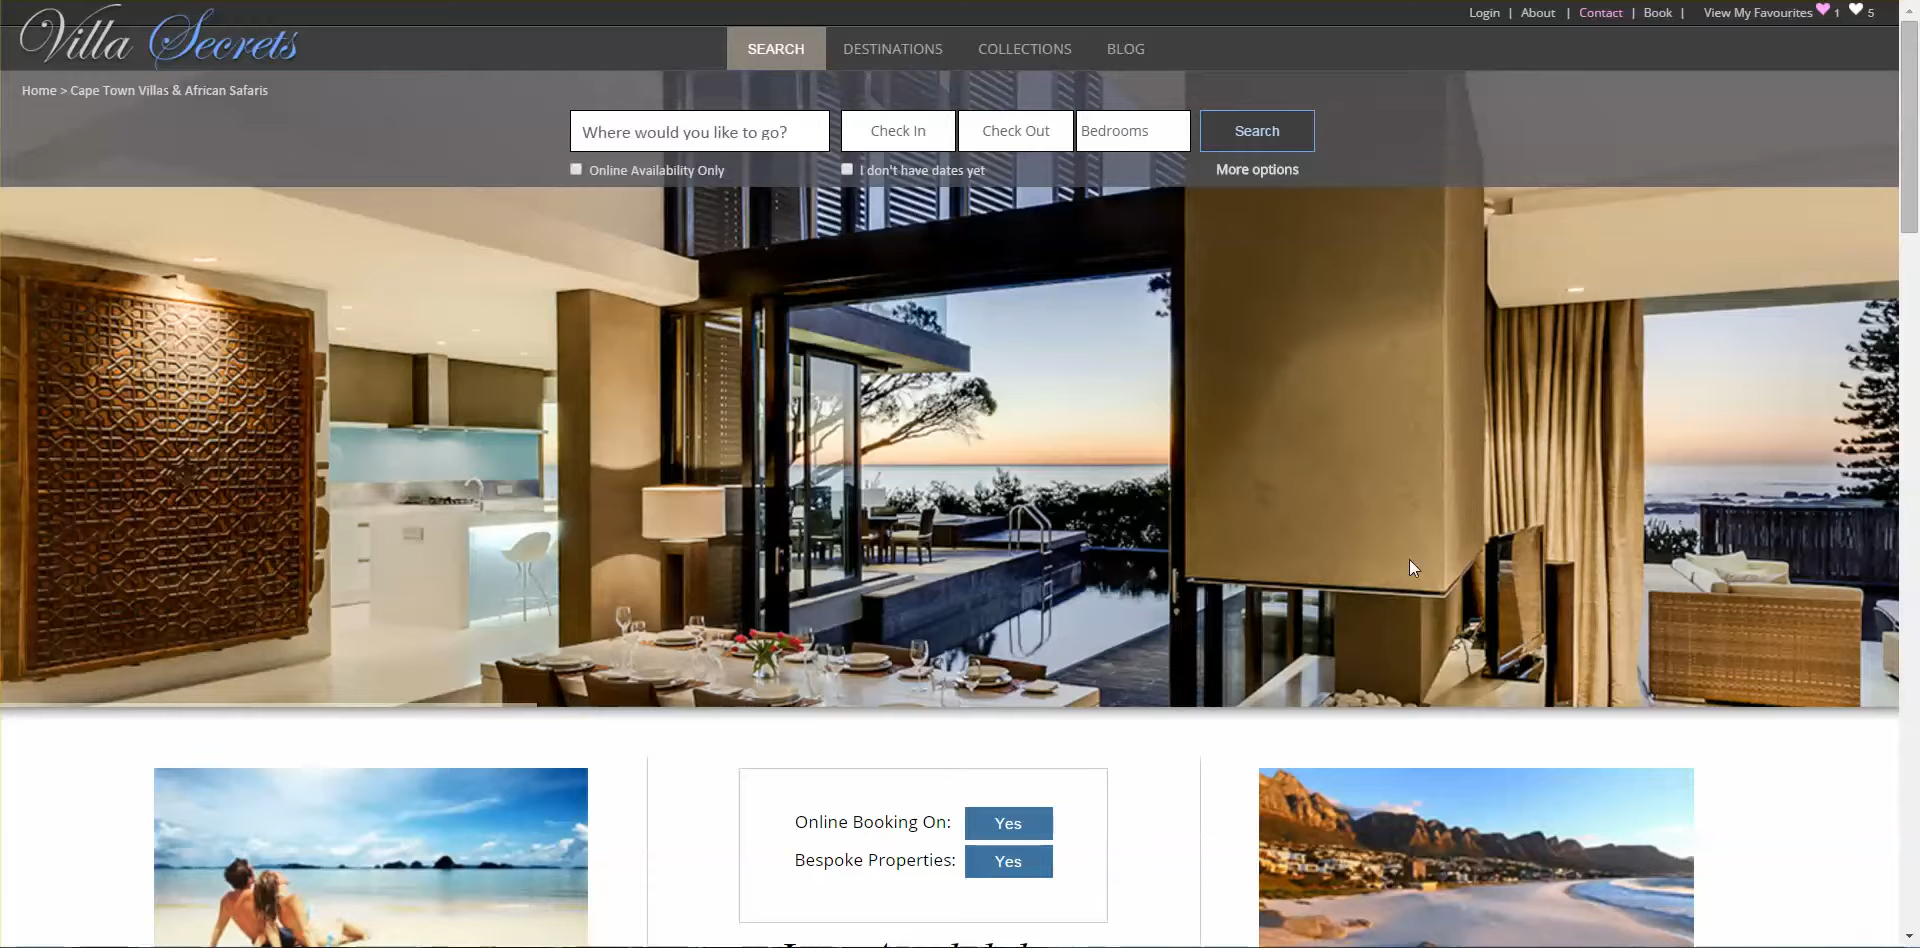 Villa Secrets
Login | About | Contact | Book | View My Favourites 1 5
SEARCH DESTINATIONS COLLECTIONS BLOG
Home > Cape Town Villas & African Safaris
Where would you like to go? Check In Check Out Bedrooms Search
Online Availability Only I don't have dates yet More options
Online Booking On: Yes
Bespoke Properties: Yes